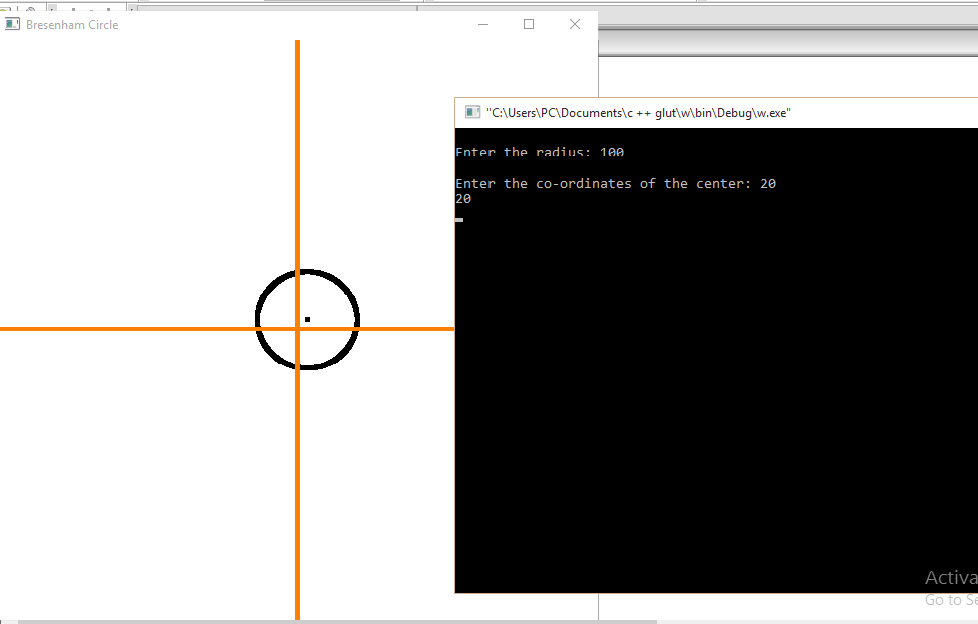 Bresenham Circle
"C:\Users\PC\Documents\c ++ glut\w\bin\Debug\w.exe"
Enter the radius: 100
Enter the co-ordinates of the center: 20
20
Activa
Go to Se